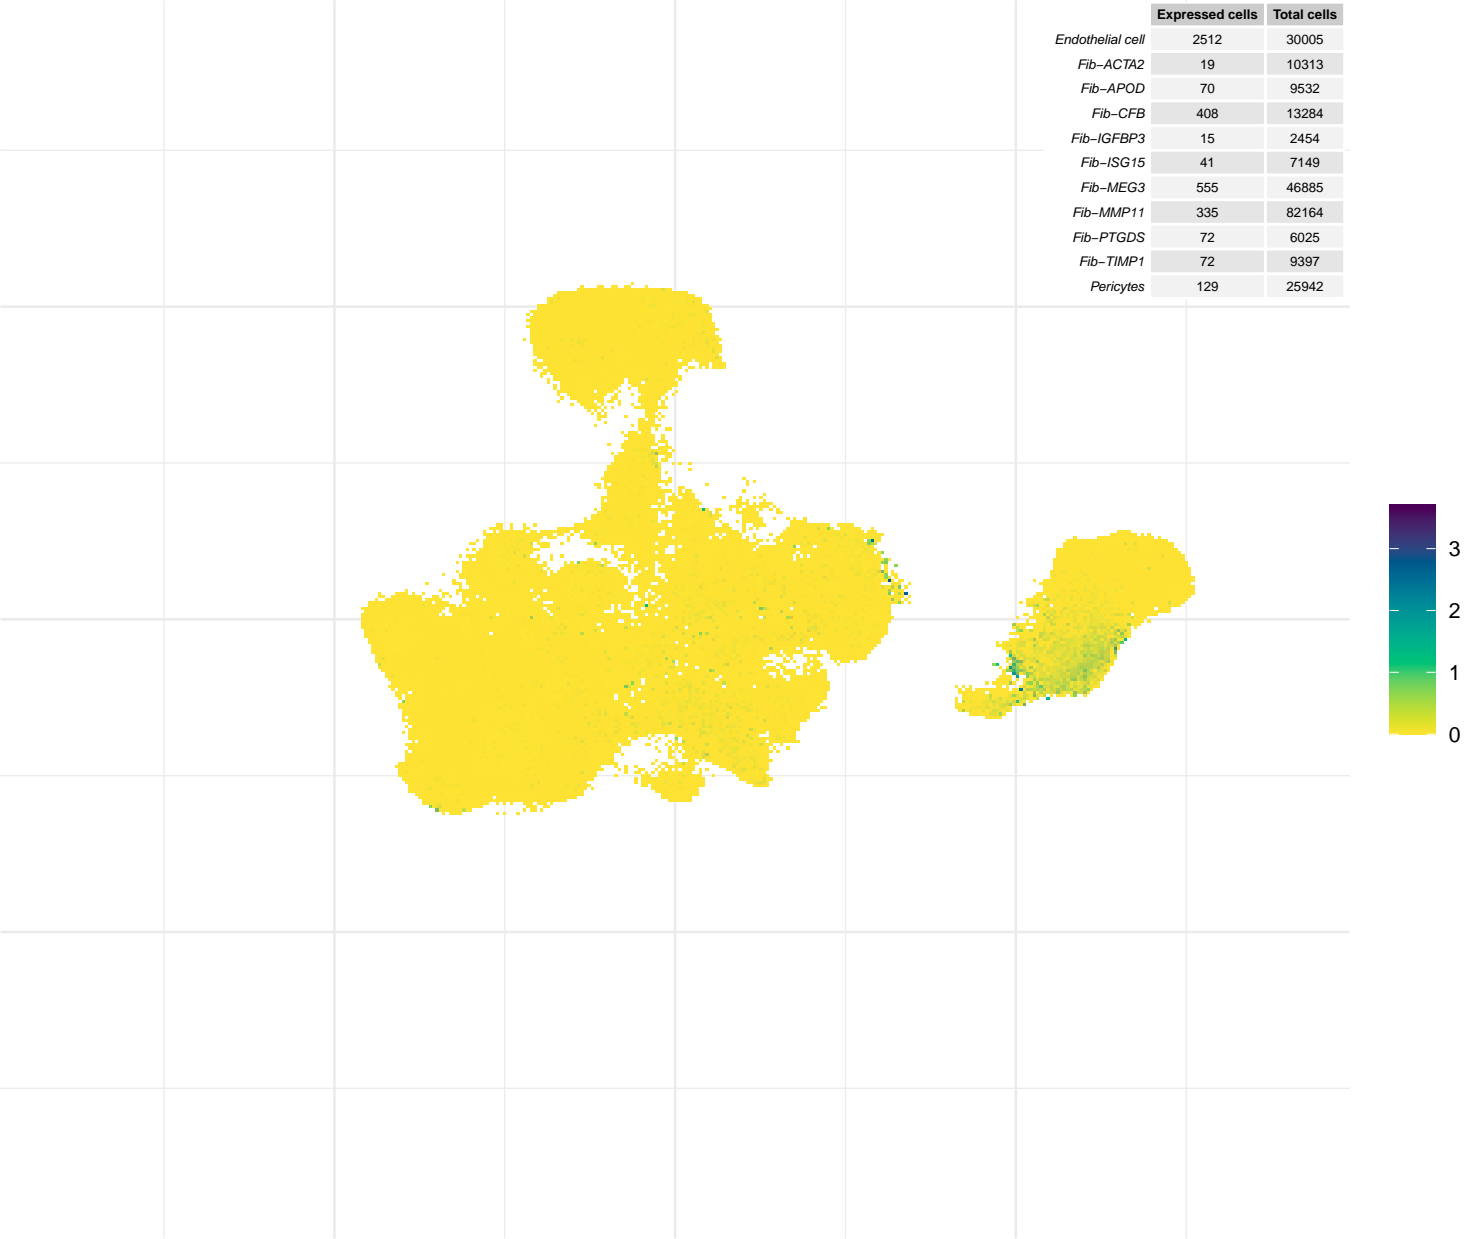 Expressed cells Total cells
Endothelial cell 2512 30005
Fib−ACTA2 19 10313
Fib−APOD 70 9532
Fib−CFB 408 13284
Fib−IGFBP3 15 2454
Fib−ISG15 41 7149
Fib−MEG3 555 46885
Fib−MMP11 335 82164
Fib−PTGDS 72 6025
Fib−TIMP1 72 9397
Pericytes 129 25942
3
2
1
0